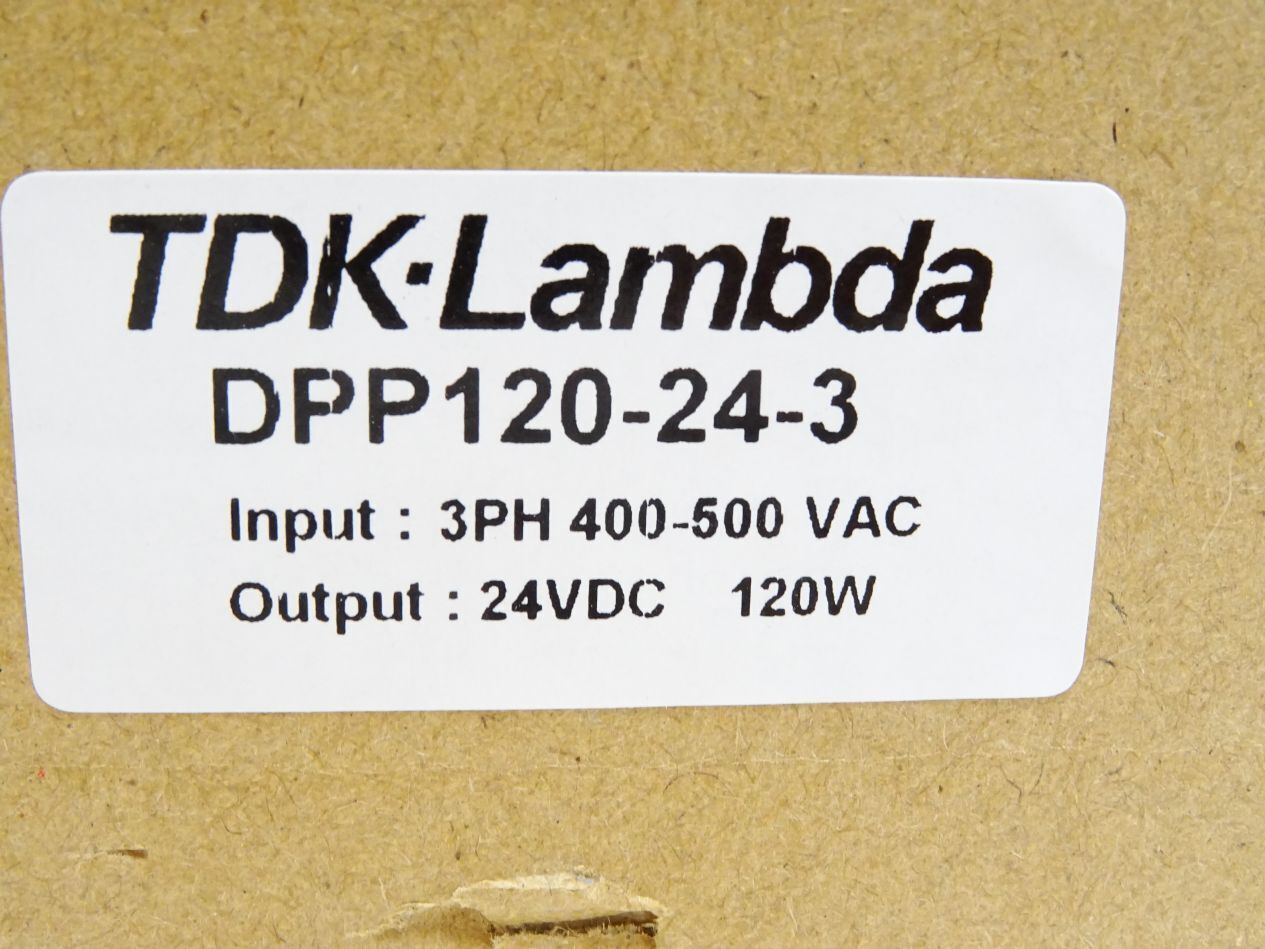 TDK·Lambda
DPP120-24-3
Input : 3PH 400-500 VAC
Output : 24VDC 120W